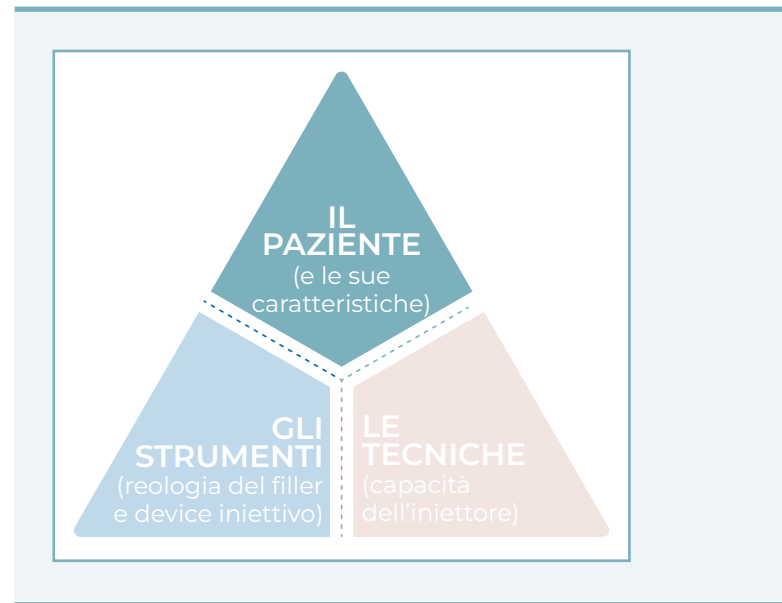 IL
PAZIENTE
(e le sue
caratteristiche)
GLI
STRUMENTI
(reologia del filler
e device iniettivo)
LE
TECNICHE
(capacità
dell’iniettore)